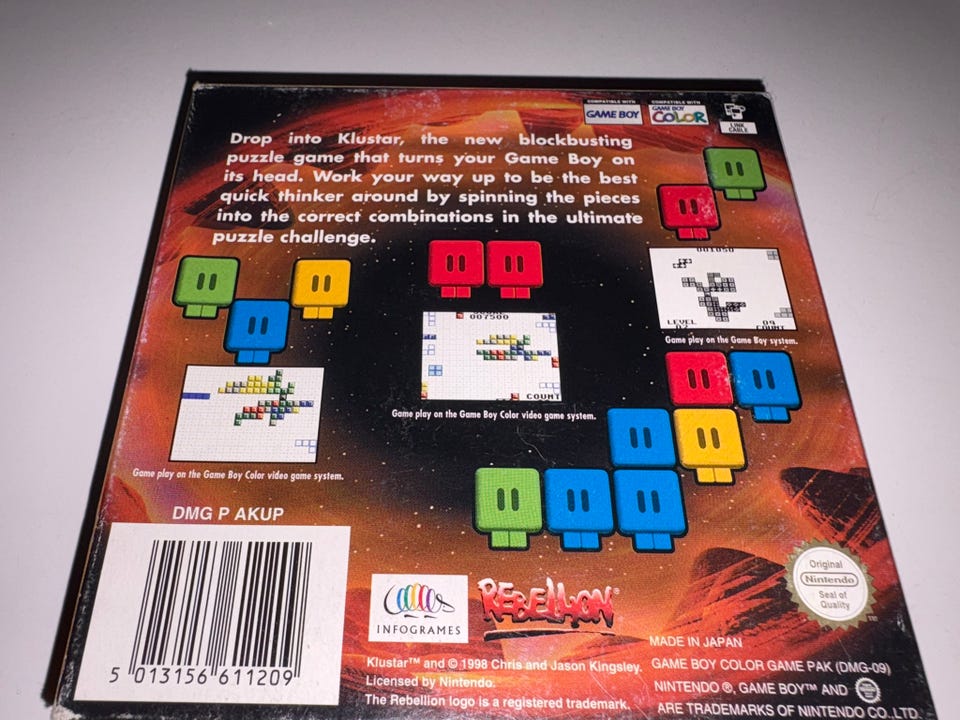 COMPATIBLE WITH
GAME BOY
COMPATIBLE WITH
GAME BOY
COLOR
LINK
CABLE
Drop into Klustar, the new blockbusting
puzzle game that turns your Game Boy on
its head. Work your way up to be the best
quick thinker around by spinning the pieces
into the correct combinations in the ultimate
puzzle challenge.
001050
LEVEL
02
09
COUNT
Game play on the Game Boy system.
007500
COUNT
Game play on the Game Boy Color video game system.
Game play on the Game Boy Color video game system.
DMG P AKUP
5 013156 611209
INFOGRAMES
REBELLION®
Original
Nintendo
Seal of
Quality
Klustar™ and © 1998 Chris and Jason Kingsley.
Licensed by Nintendo.
The Rebellion logo is a registered trademark.
MADE IN JAPAN
GAME BOY COLOR GAME PAK (DMG-09)
NINTENDO ®, GAME BOY™ AND
ARE TRADEMARKS OF NINTENDO CO., LTD.